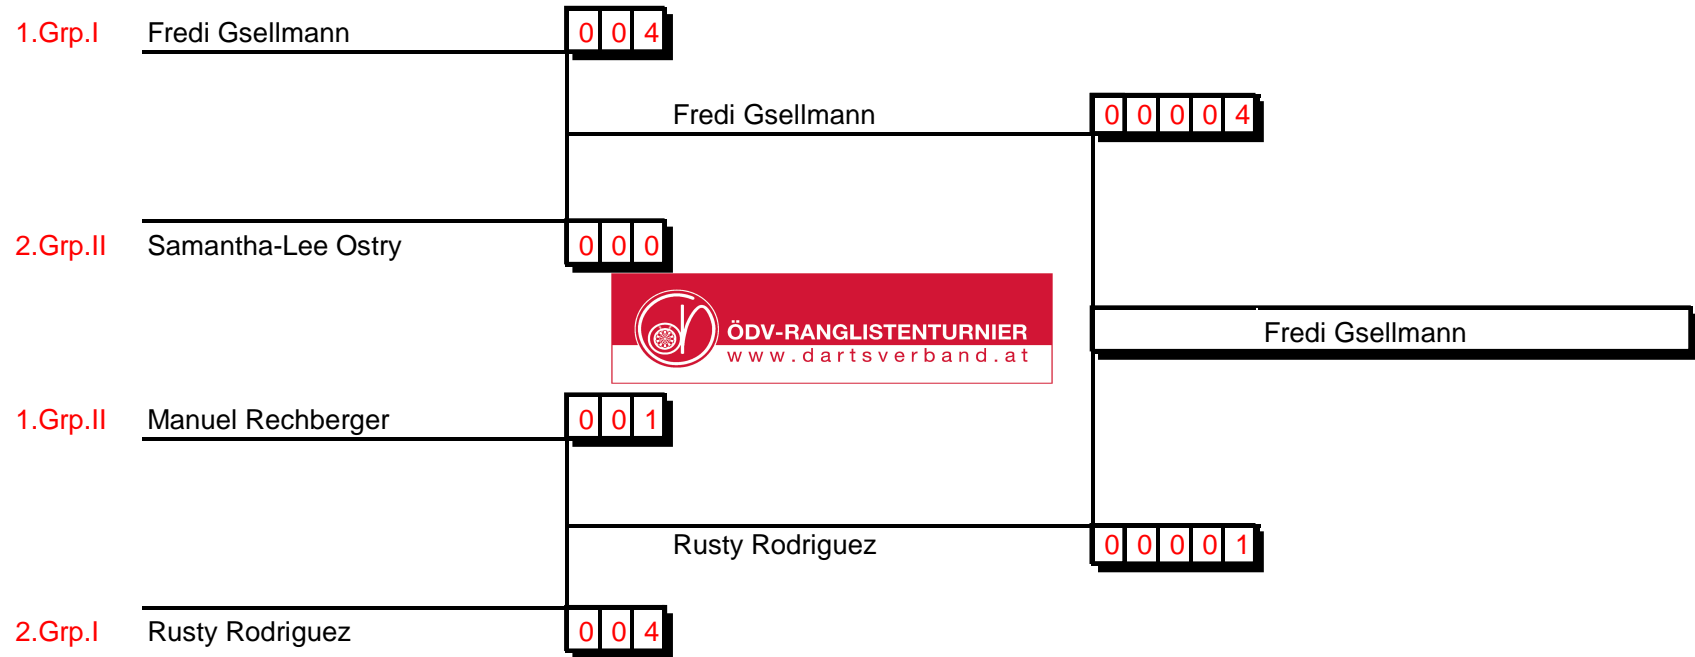 1.Grp.I Fredi Gsellmann 0 0 4
Fredi Gsellmann 0 0 0 0 4
2.Grp.II Samantha-Lee Ostry 0 0 0
ÖDV-RANGLISTENTURNIER
www.dartsverband.at
Fredi Gsellmann
1.Grp.II Manuel Rechberger 0 0 1
Rusty Rodriguez 0 0 0 0 1
2.Grp.I Rusty Rodriguez 0 0 4